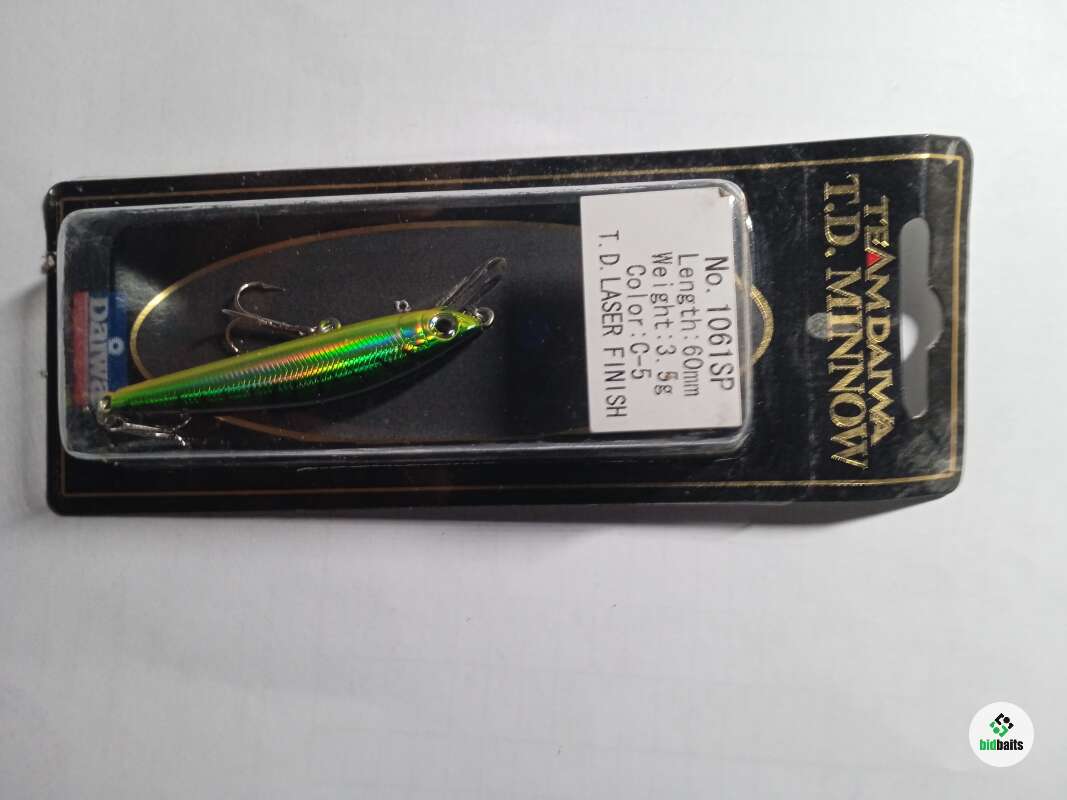 TEAM DAIWA
T.D. MINNOW
No. 1061SP
Length:60mm
Weight:3.5g
Color:C-5
T.D.LASER FINISH
Daiwa
bidbaits